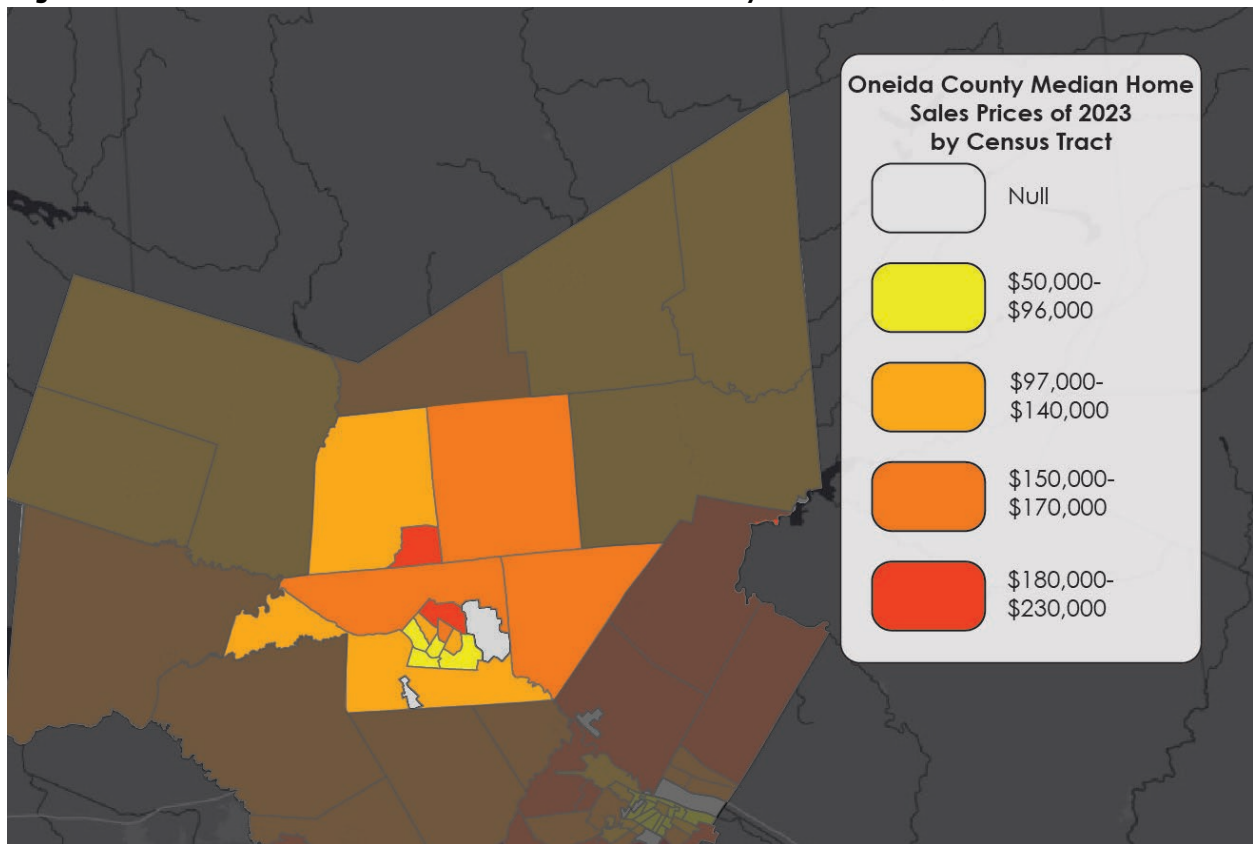 Oneida County Median Home
Sales Prices of 2023
by Census Tract
Null
$50,000-
$96,000
$97,000-
$140,000
$150,000-
$170,000
$180,000-
$230,000